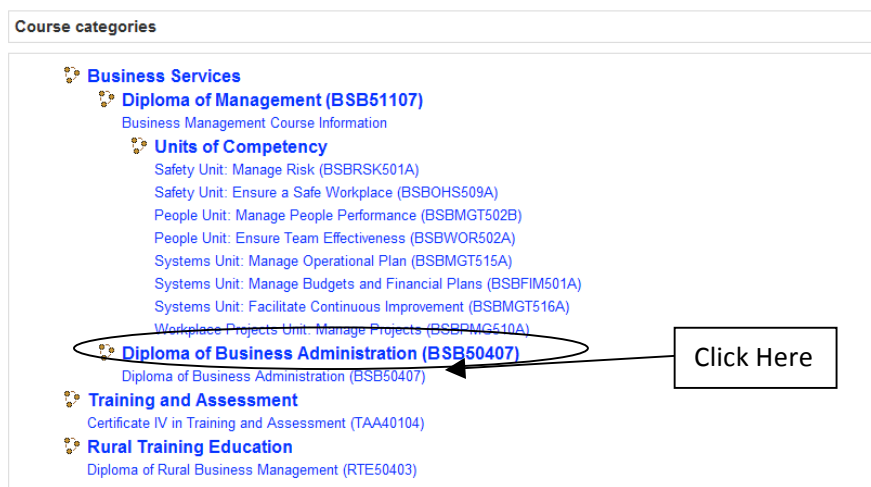 Course categories
Business Services
Diploma of Management (BSB51107)
Business Management Course Information
Units of Competency
Safety Unit: Manage Risk (BSBRSK501A)
Safety Unit: Ensure a Safe Workplace (BSBOHS509A)
People Unit: Manage People Performance (BSBMGT502B)
People Unit: Ensure Team Effectiveness (BSBWOR502A)
Systems Unit: Manage Operational Plan (BSBMGT515A)
Systems Unit: Manage Budgets and Financial Plans (BSBFIM501A)
Systems Unit: Facilitate Continuous Improvement (BSBMGT516A)
Workplace Projects Unit: Manage Projects (BSBPMG510A)
Diploma of Business Administration (BSB50407)
Click Here
Diploma of Business Administration (BSB50407)
Training and Assessment
Certificate IV in Training and Assessment (TAA40104)
Rural Training Education
Diploma of Rural Business Management (RTE50403)